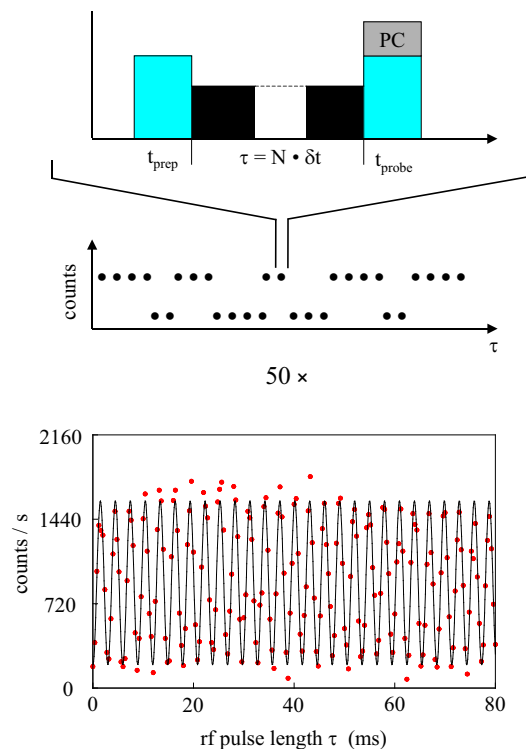 PC
t_prep τ = N • δt t_probe
counts
τ
50 ×
2160
1440
720
0
counts / s
0 20 40 60 80
rf pulse length τ (ms)